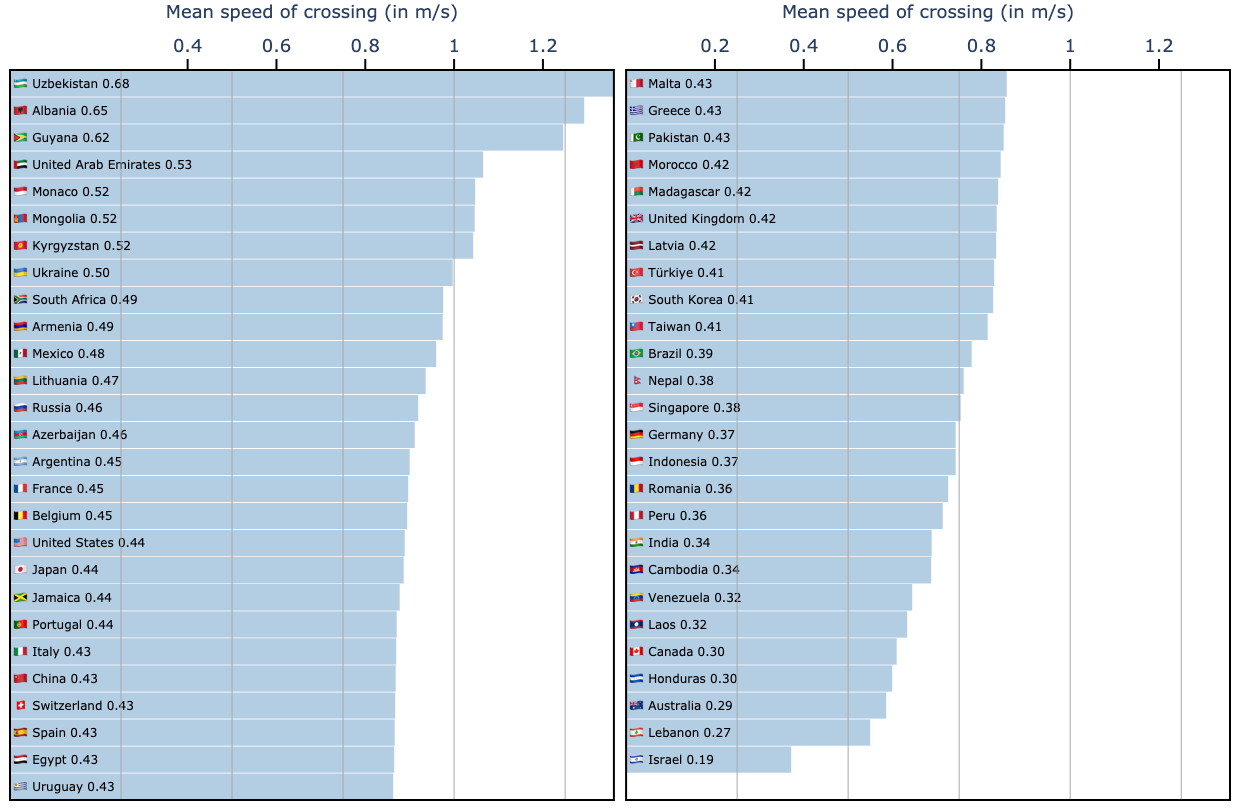 Mean speed of crossing (in m/s)
0.4 0.6 0.8 1 1.2
Uzbekistan 0.68
Albania 0.65
Guyana 0.62
United Arab Emirates 0.53
Monaco 0.52
Mongolia 0.52
Kyrgyzstan 0.52
Ukraine 0.50
South Africa 0.49
Armenia 0.49
Mexico 0.48
Lithuania 0.47
Russia 0.46
Azerbaijan 0.46
Argentina 0.45
France 0.45
Belgium 0.45
United States 0.44
Japan 0.44
Jamaica 0.44
Portugal 0.44
Italy 0.43
China 0.43
Switzerland 0.43
Spain 0.43
Egypt 0.43
Uruguay 0.43
Mean speed of crossing (in m/s)
0.2 0.4 0.6 0.8 1 1.2
Malta 0.43
Greece 0.43
Pakistan 0.43
Morocco 0.42
Madagascar 0.42
United Kingdom 0.42
Latvia 0.42
Türkiye 0.41
South Korea 0.41
Taiwan 0.41
Brazil 0.39
Nepal 0.38
Singapore 0.38
Germany 0.37
Indonesia 0.37
Romania 0.36
Peru 0.36
India 0.34
Cambodia 0.34
Venezuela 0.32
Laos 0.32
Canada 0.30
Honduras 0.30
Australia 0.29
Lebanon 0.27
Israel 0.19